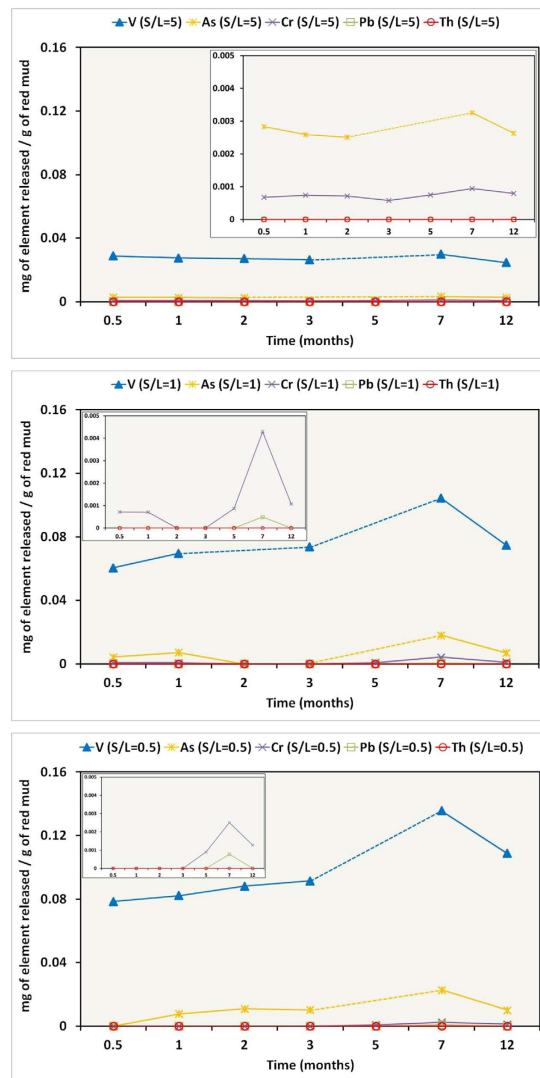 V (S/L=5) As (S/L=5) Cr (S/L=5) Pb (S/L=5) Th (S/L=5)
mg of element released / g of red mud
0.16
0.12
0.08
0.04
0
0.005
0.004
0.003
0.002
0.001
0
0.5 1 2 3 5 7 12
0.5 1 2 3 5 7 12
Time (months)
V (S/L=1) As (S/L=1) Cr (S/L=1) Pb (S/L=1) Th (S/L=1)
mg of element released / g of red mud
0.16
0.12
0.08
0.04
0
0.005
0.004
0.003
0.002
0.001
0
0.5 1 2 3 5 7 12
0.5 1 2 3 5 7 12
Time (months)
V (S/L=0.5) As (S/L=0.5) Cr (S/L=0.5) Pb (S/L=0.5) Th (S/L=0.5)
mg of element released / g of red mud
0.16
0.12
0.08
0.04
0
0.005
0.004
0.003
0.002
0.001
0.000
0.5 1 2 3 5 7 12
0.5 1 2 3 5 7 12
Time (months)